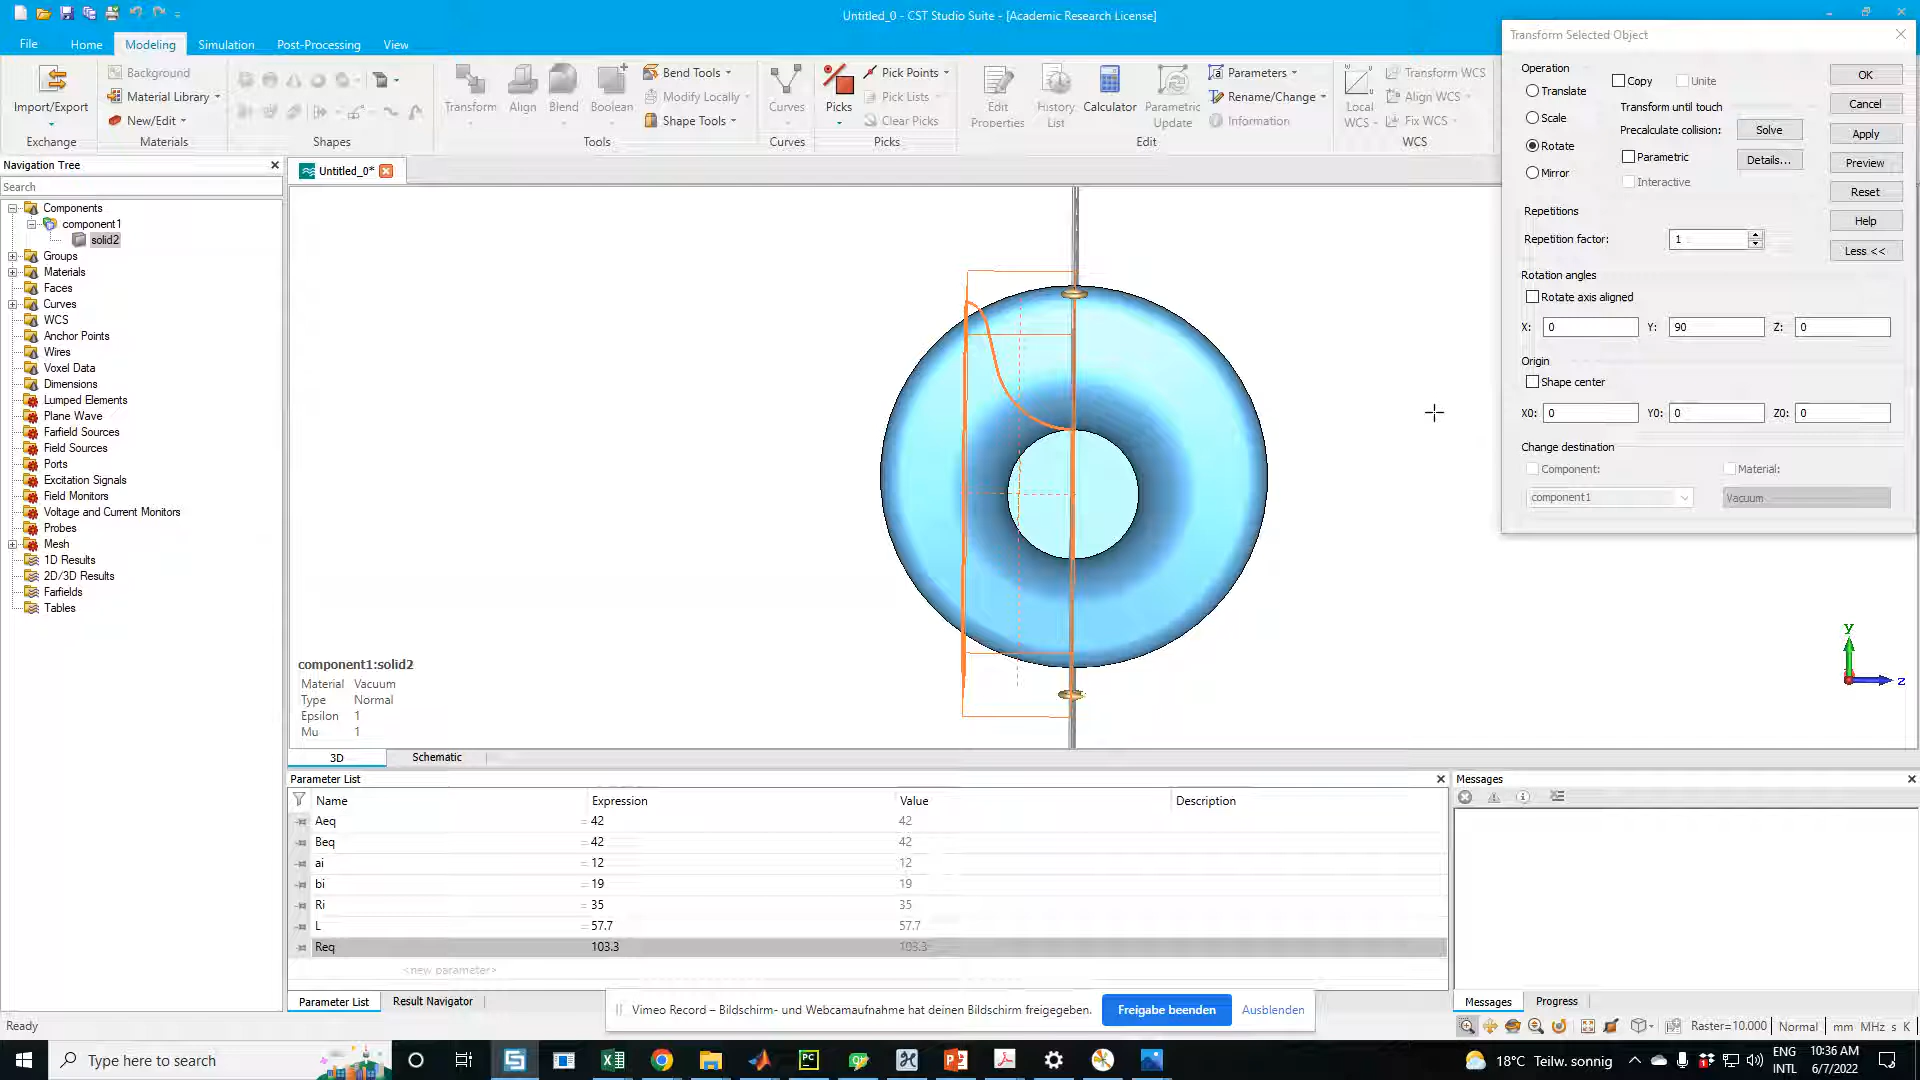 Untitled_0 - CST Studio Suite - [Academic Research License]
File Home Modeling Simulation Post-Processing View
Import/Export
Exchange
Background
Material Library
New/Edit
Materials
Shapes
Transform Align Blend Boolean
Bend Tools
Modify Locally
Shape Tools
Tools
Curves
Curves
Picks
Pick Points
Pick Lists
Clear Picks
Picks
Edit Properties
History List
Calculator
Parametric Update
Parameters
Rename/Change
Information
Edit
Local WCS
Transform WCS
Align WCS
Fix WCS
WCS
Navigation Tree
Search
Components
component1
solid2
Groups
Materials
Faces
Curves
WCS
Anchor Points
Wires
Voxel Data
Dimensions
Lumped Elements
Plane Wave
Farfield Sources
Field Sources
Ports
Excitation Signals
Field Monitors
Voltage and Current Monitors
Probes
Mesh
1D Results
2D/3D Results
Farfields
Tables
Untitled_0*
component1:solid2
Material Vacuum
Type Normal
Epsilon 1
Mu 1
y
z
3D Schematic
Transform Selected Object
Operation
Translate
Scale
Rotate
Mirror
Copy Unite
Transform until touch
Precalculate collision: Solve
Parametric Details...
Interactive
OK
Cancel
Apply
Preview
Reset
Help
Less <<
Repetitions
Repetition factor: 1
Rotation angles
Rotate axis aligned
X: 0 Y: 90 Z: 0
Origin
Shape center
X0: 0 Y0: 0 Z0: 0
Change destination
Component: Material:
component1 Vacuum
Parameter List
Name Expression Value Description
Aeq = 42 42
Beq = 42 42
ai = 12 12
bi = 19 19
Ri = 35 35
L = 57.7 57.7
Req 103.3 103.3
<new parameter>
Parameter List Result Navigator
Messages
Messages Progress
Vimeo Record – Bildschirm- und Webcamaufnahme hat deinen Bildschirm freigegeben. Freigabe beenden Ausblenden
Ready
Raster=10.000 Normal mm MHz s K
Type here to search
PC
18°C Teilw. sonnig
ENG
INTL
10:36 AM
6/7/2022